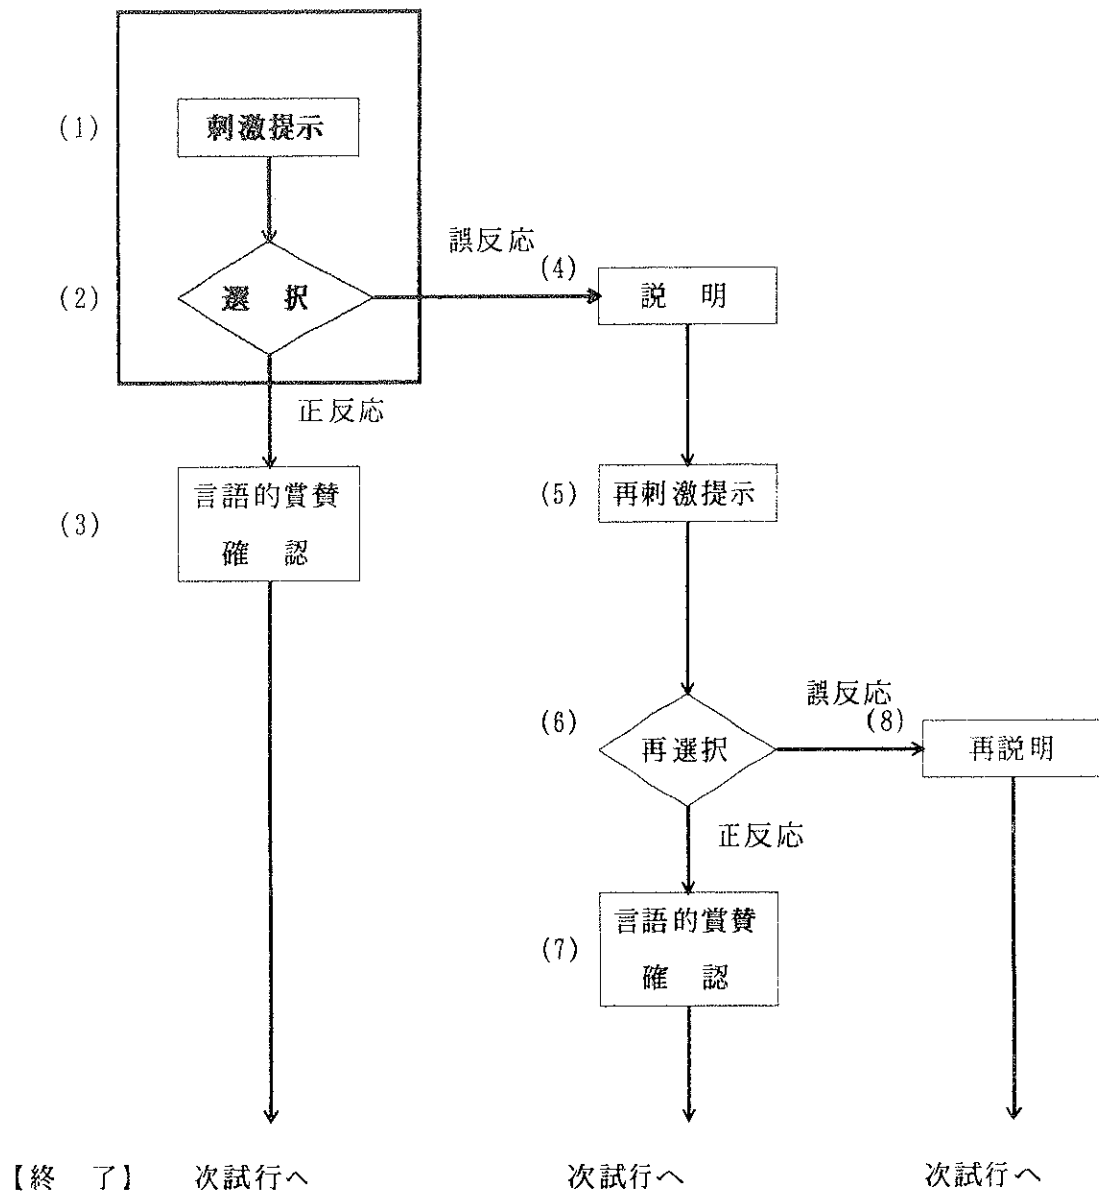 (1)
刺激提示
誤反応
(2)
選 択
(4)
説 明
正反応
(3)
言語的賞賛
確 認
(5)
再刺激提示
誤反応
(6)
再選択
(8)
再説明
正反応
(7)
言語的賞賛
確 認
【終 了】 次試行へ 次試行へ 次試行へ